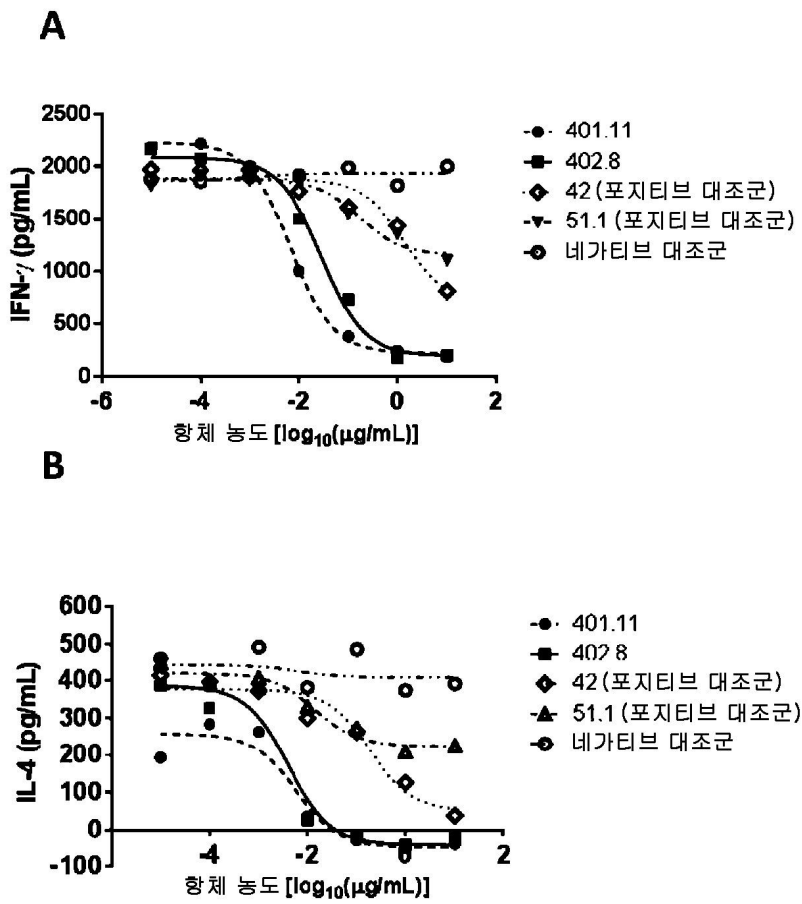 A
IFN-γ (pg/mL)
2500
2000
1500
1000
500
0
-6
-4
-2
0
2
항체 농도 [log10(μg/mL)]
401.11
402.8
42 (포지티브 대조군)
51.1 (포지티브 대조군)
네가티브 대조군
B
IL-4 (pg/mL)
600
500
400
300
200
100
0
-100
-4
-2
0
2
항체 농도 [log10(μg/mL)]
401.11
402.8
42 (포지티브 대조군)
51.1 (포지티브 대조군)
네가티브 대조군